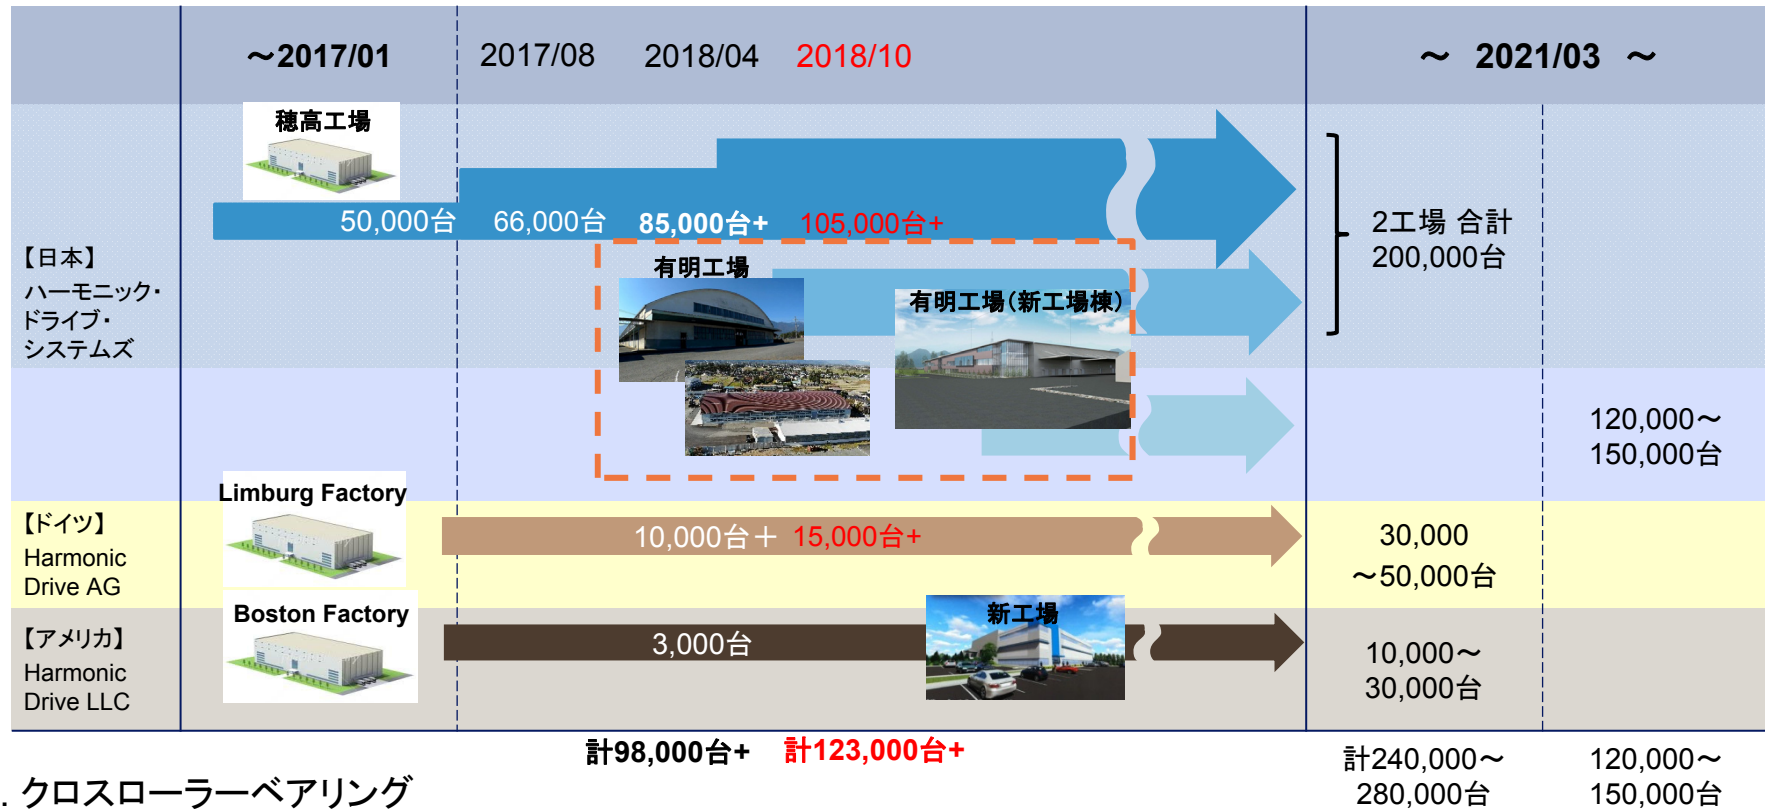 ～2017/01
2017/08
2018/04
2018/10
～ 2021/03 ～
穂高工場
50,000台
66,000台
85,000台+
105,000台+
2工場 合計
200,000台
【日本】
ハーモニック・
ドライブ・
システムズ
有明工場
有明工場（新工場棟）
120,000～
150,000台
Limburg Factory
【ドイツ】
Harmonic
Drive AG
10,000台＋
15,000台+
30,000
～50,000台
Boston Factory
【アメリカ】
Harmonic
Drive LLC
3,000台
新工場
10,000～
30,000台
計98,000台+
計123,000台+
計240,000～
280,000台
120,000～
150,000台
. クロスローラーベアリング